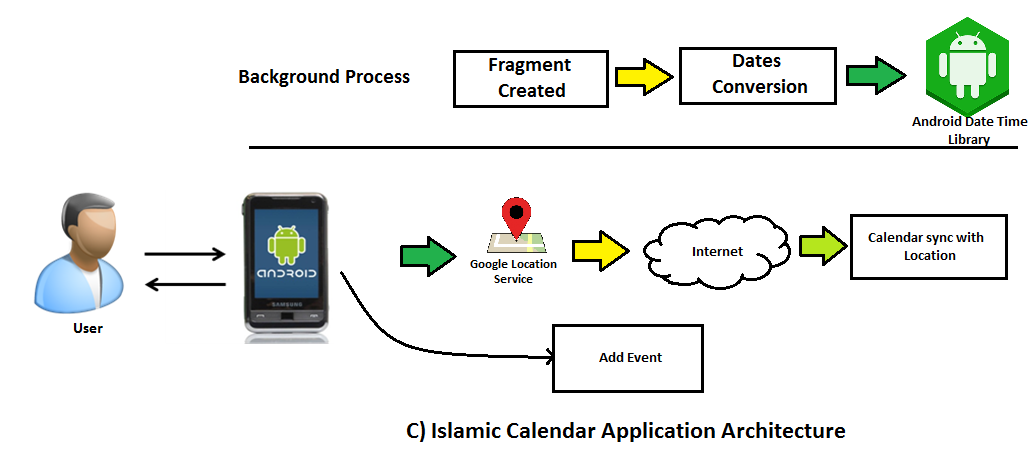 Background Process
Fragment
Created
Dates
Conversion
Android Date Time
Library
User
ANDROID
SAMSUNG
Google Location
Service
Internet
Calendar sync with
Location
Add Event
C) Islamic Calendar Application Architecture